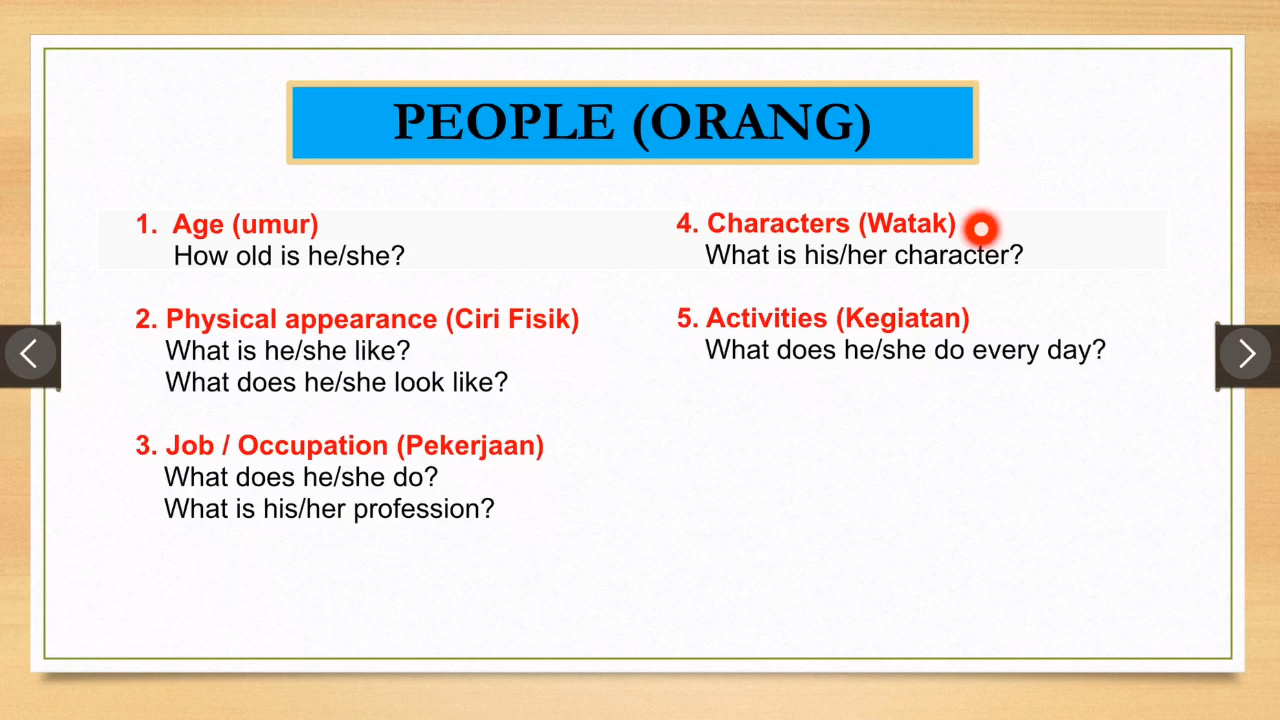 PEOPLE (ORANG)
1. Age (umur)
How old is he/she?
2. Physical appearance (Ciri Fisik)
What is he/she like?
What does he/she look like?
3. Job / Occupation (Pekerjaan)
What does he/she do?
What is his/her profession?
4. Characters (Watak)
What is his/her character?
5. Activities (Kegiatan)
What does he/she do every day?